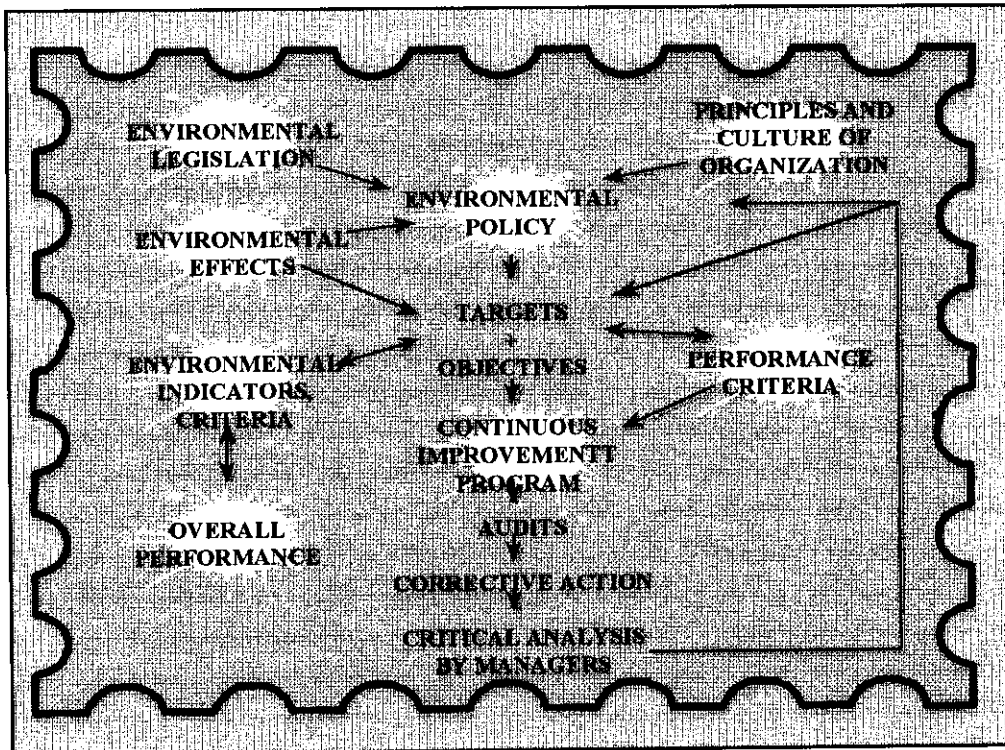 ENVIRONMENTAL
LEGISLATION
PRINCIPLES AND
CULTURE OF
ORGANIZATION
ENVIRONMENTAL
POLICY
ENVIRONMENTAL
EFFECTS
TARGETS
+
OBJECTIVES
ENVIRONMENTAL
INDICATORS,
CRITERIA
PERFORMANCE
CRITERIA
CONTINUOUS
IMPROVEMENTT
PROGRAM
OVERALL
PERFORMANCE
AUDITS
CORRECTIVE ACTION
CRITICAL ANALYSIS
BY MANAGERS